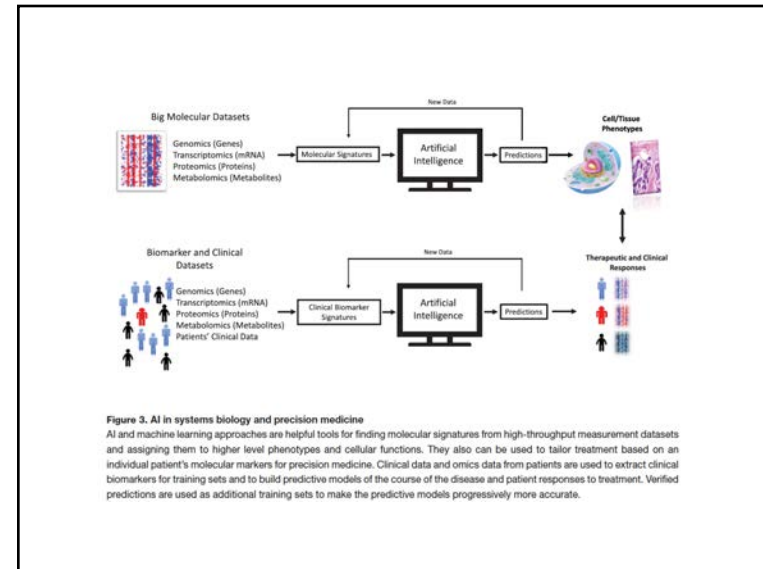 New Data
Big Molecular Datasets
Genomics (Genes)
Transcriptomics (mRNA)
Proteomics (Proteins)
Metabolomics (Metabolites)
Molecular Signatures
Artificial
Intelligence
Predictions
Cell/Tissue
Phenotypes
New Data
Biomarker and Clinical
Datasets
Genomics (Genes)
Transcriptomics (mRNA)
Proteomics (Proteins)
Metabolomics (Metabolites)
Patients' Clinical Data
Clinical Biomarker
Signatures
Artificial
Intelligence
Predictions
Therapeutic and Clinical
Responses
Figure 3. AI in systems biology and precision medicine
AI and machine learning approaches are helpful tools for finding molecular signatures from high-throughput measurement datasets
and assigning them to higher level phenotypes and cellular functions. They also can be used to tailor treatment based on an
individual patient's molecular markers for precision medicine. Clinical data and omics data from patients are used to extract clinical
biomarkers for training sets and to build predictive models of the course of the disease and patient responses to treatment. Verified
predictions are used as additional training sets to make the predictive models progressively more accurate.